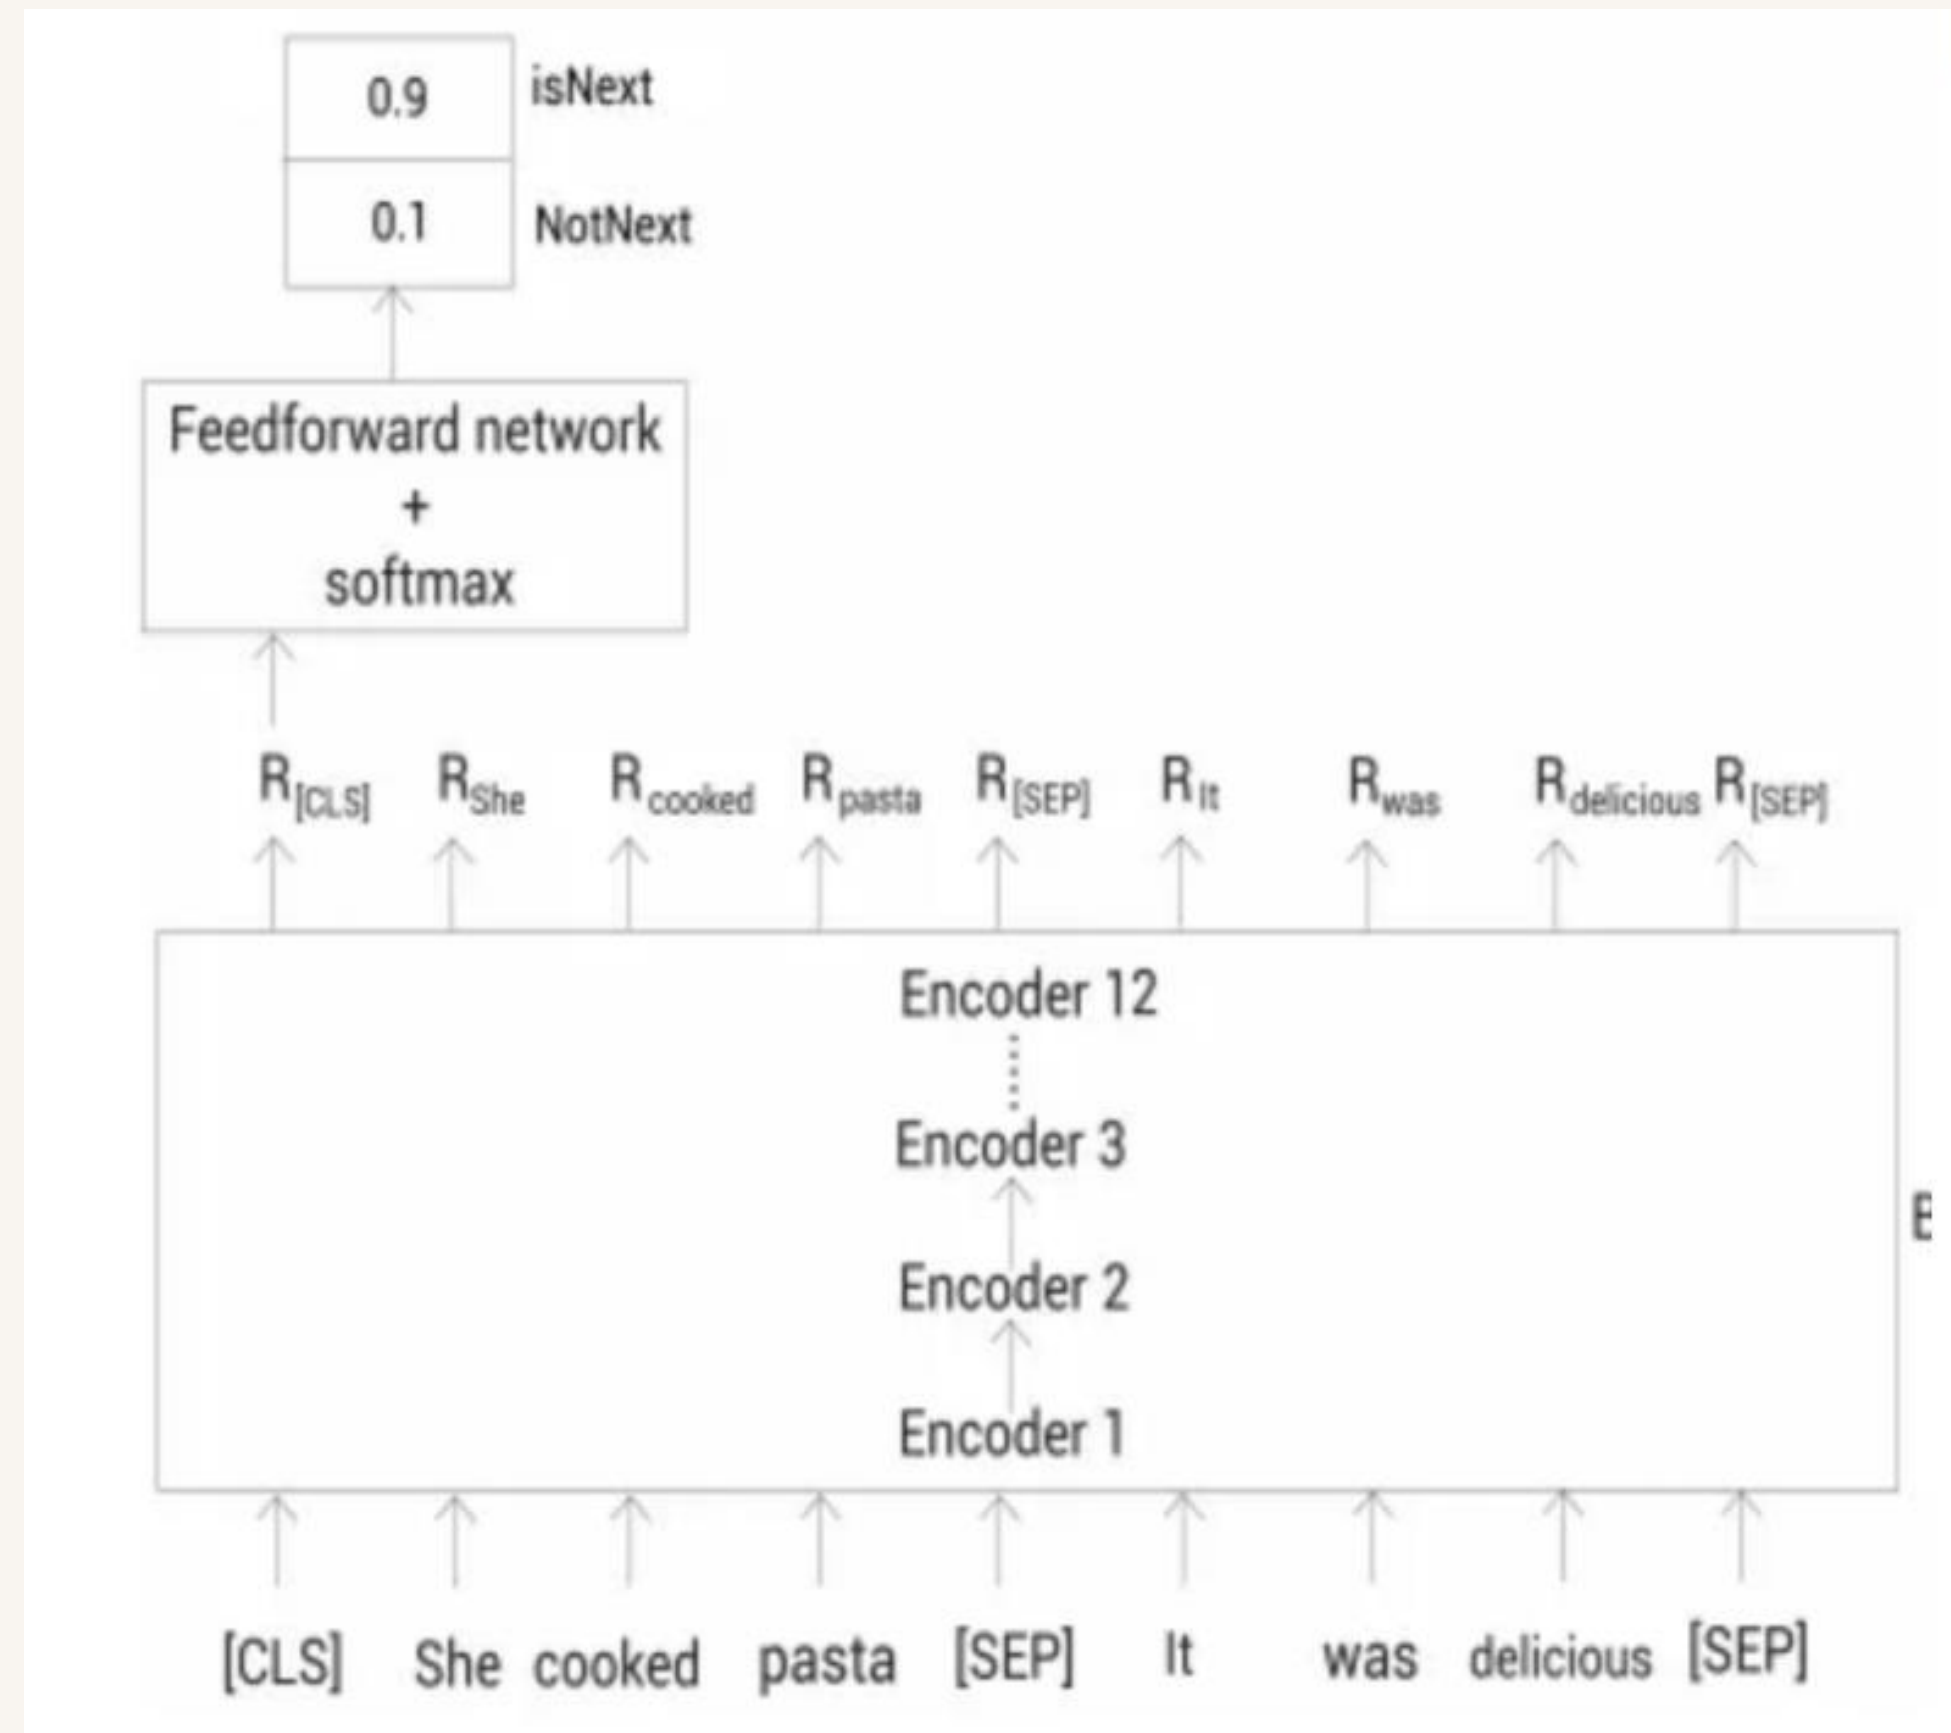 0.9 isNext
0.1 NotNext
Feedforward network
+
softmax
R[CLS] RShe Rcooked Rpasta R[SEP] RIt Rwas Rdelicious R[SEP]
Encoder 12
Encoder 3
Encoder 2
Encoder 1
[CLS] She cooked pasta [SEP] It was delicious [SEP]